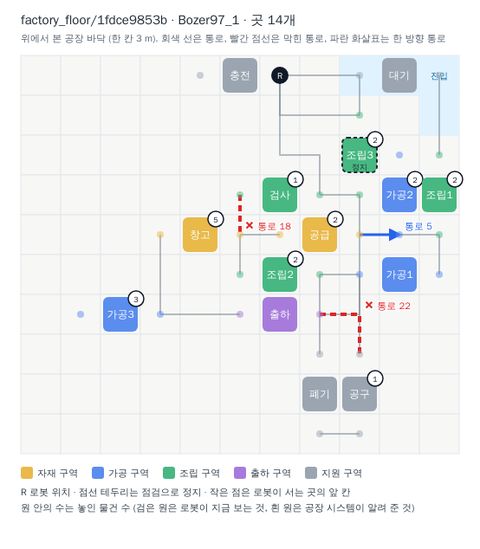 factory_floor/1fdce9853b · Bozer97_1 · 곳 14개
위에서 본 공장 바닥 (한 칸 3 m). 회색 선은 통로, 빨간 점선은 막힌 통로, 파란 화살표는 한 방향 통로
충전 R 대기 전립
조립3 2
정지
검사 1 가공2 2 조립1 2
창고 5 × 통로 18 공급 2 통로 5
조립2 2 가공1
가공3 3 출하 × 통로 22
폐기 공구 1
자재 구역 가공 구역 조립 구역 출하 구역 지원 구역
R 로봇 위치 · 점선 테두리는 점검으로 정지 · 작은 점은 로봇이 서는 곳의 앞 칸
원 안의 수는 놓인 물건 수 (검은 원은 로봇이 지금 보는 것, 흰 원은 공장 시스템이 알려 준 것)